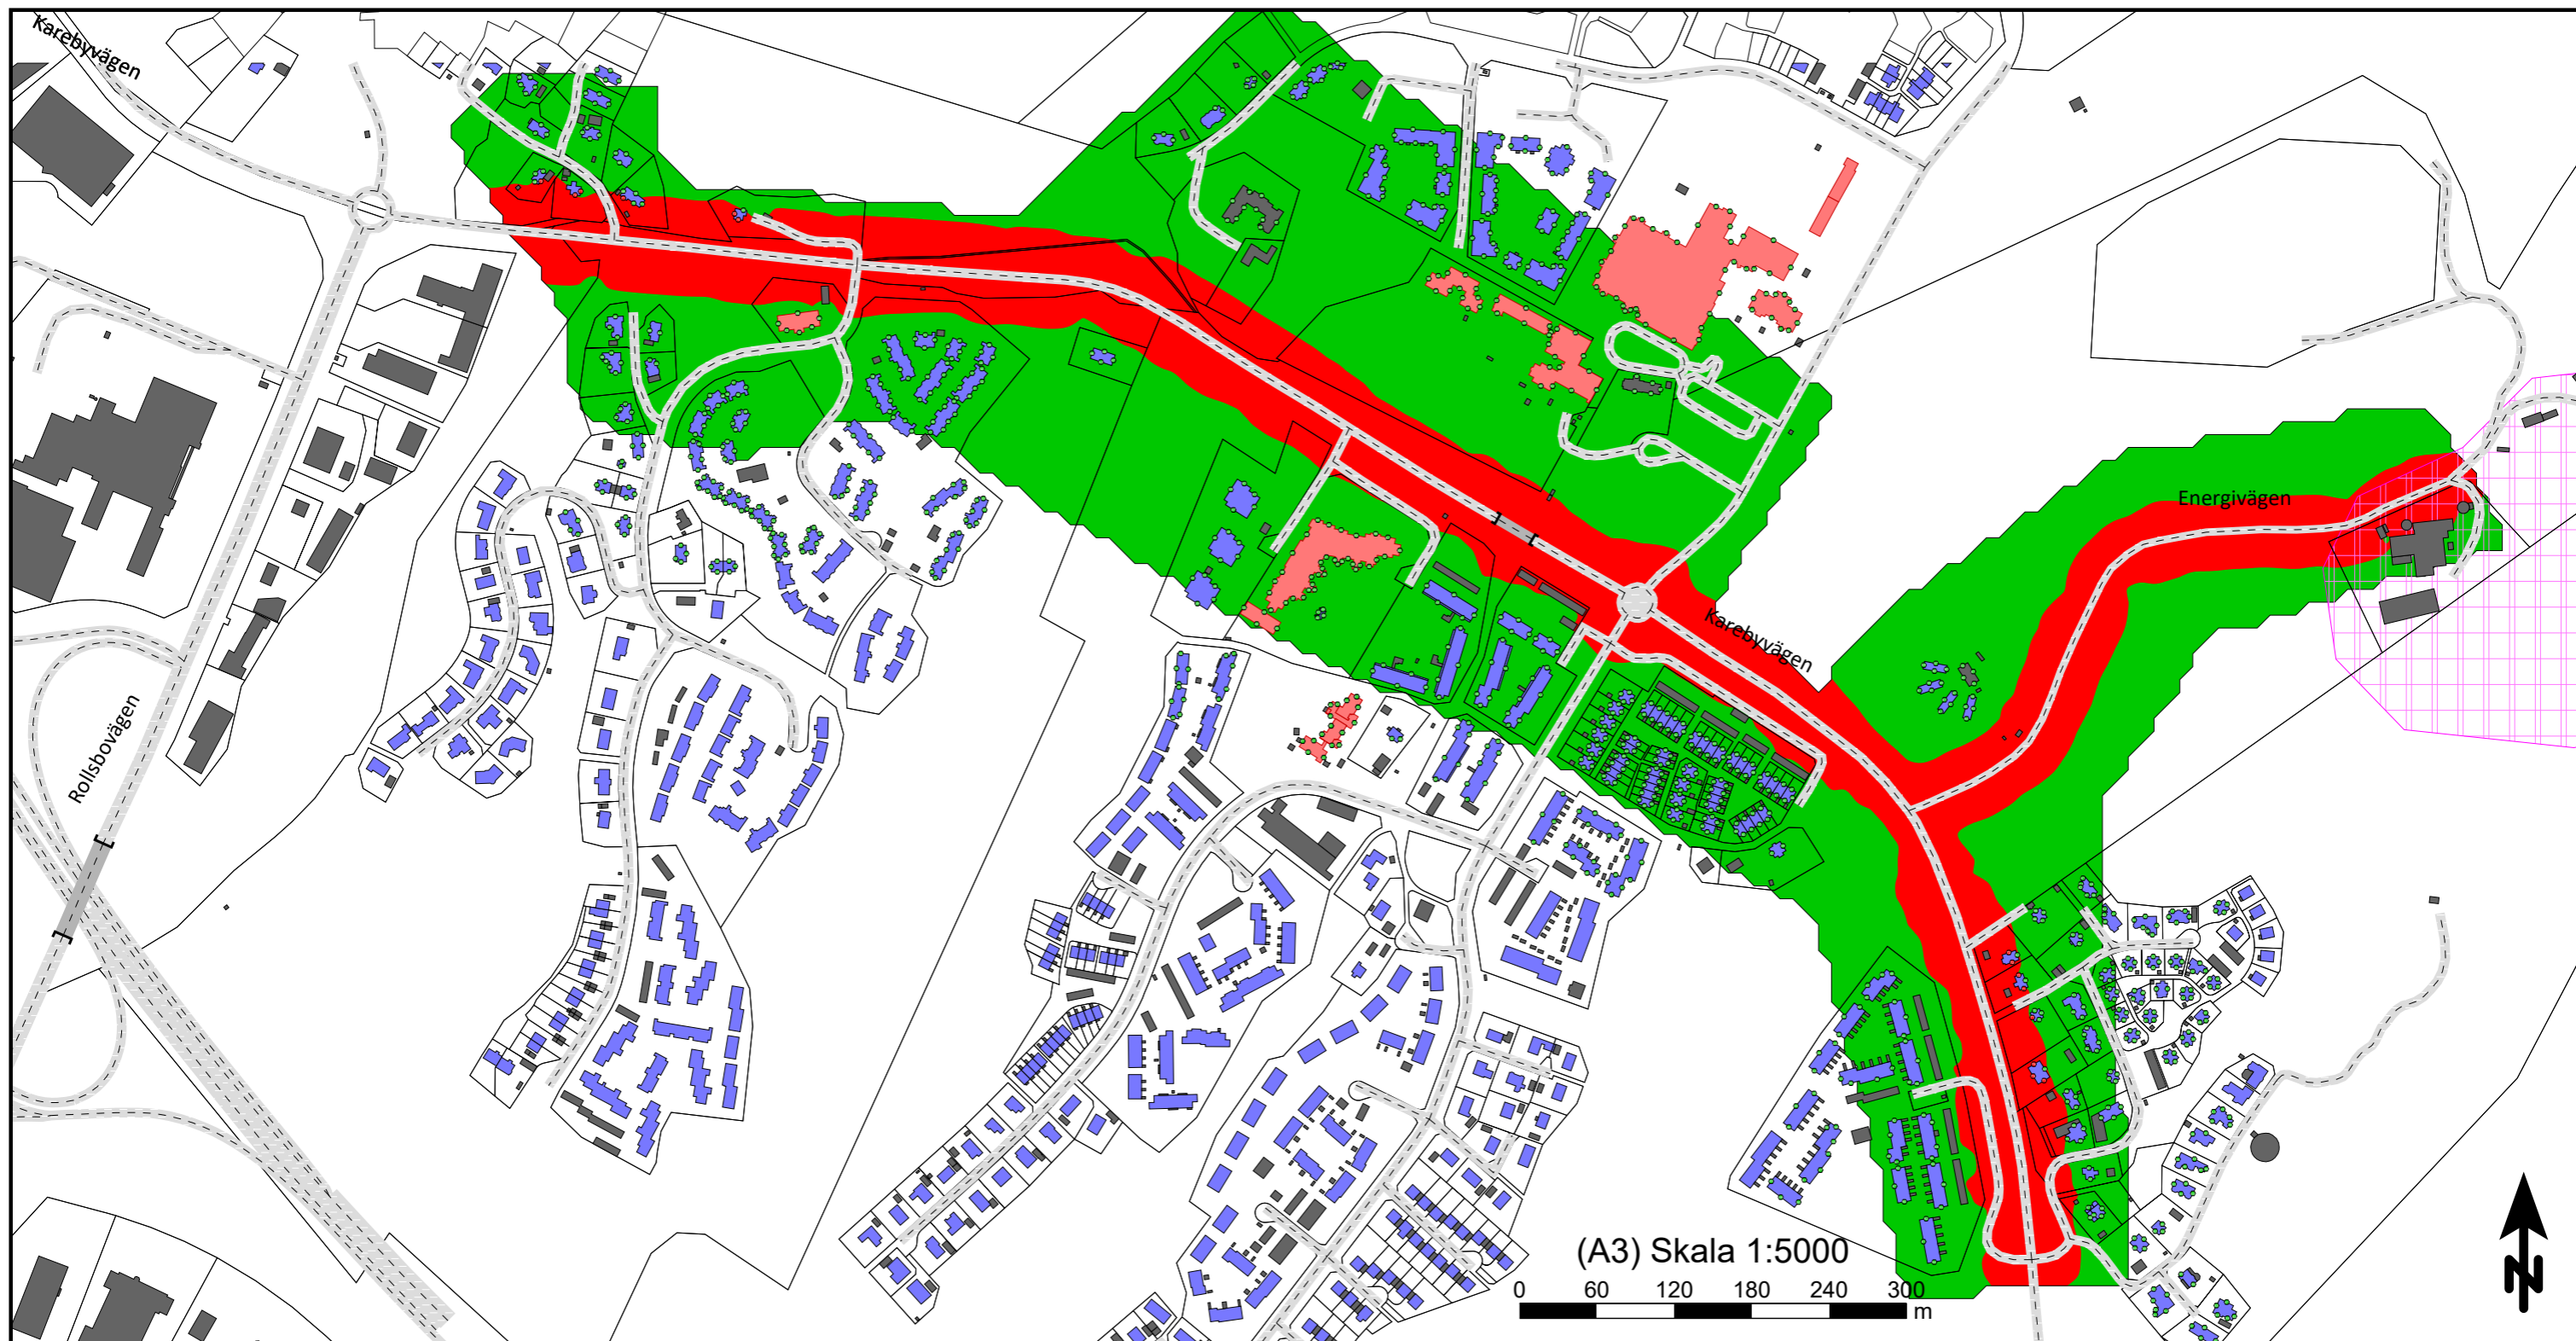 Karebyvägen
Energivägen
Karebyvägen
Rollsbovägen
(A3) Skala 1:5000
0 60 120 180 240 300
m
N